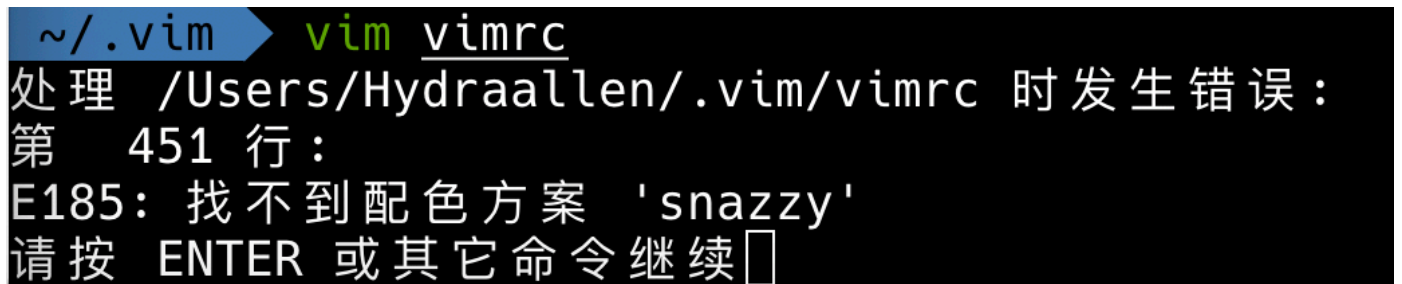 ~/.vim vim vimrc
处理 /Users/Hydraallen/.vim/vimrc 时发生错误：
第  451 行：
E185: 找不到配色方案 'snazzy'
请按 ENTER 或其它命令继续